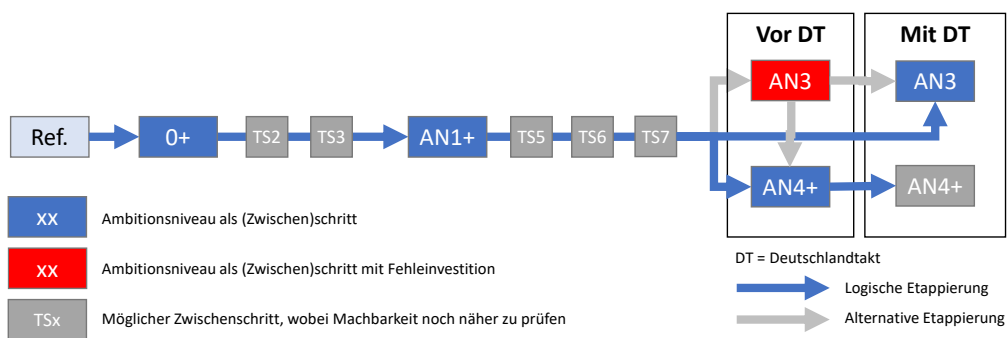 Vor DT
Mit DT
AN3
AN3
Ref.
0+
TS2
TS3
AN1+
TS5
TS6
TS7
AN4+
AN4+
xx
Ambitionsniveau als (Zwischen)schritt
xx
Ambitionsniveau als (Zwischen)schritt mit Fehleinvestition
TSx
Möglicher Zwischenschritt, wobei Machbarkeit noch näher zu prüfen
DT = Deutschlandtakt
Logische Etappierung
Alternative Etappierung